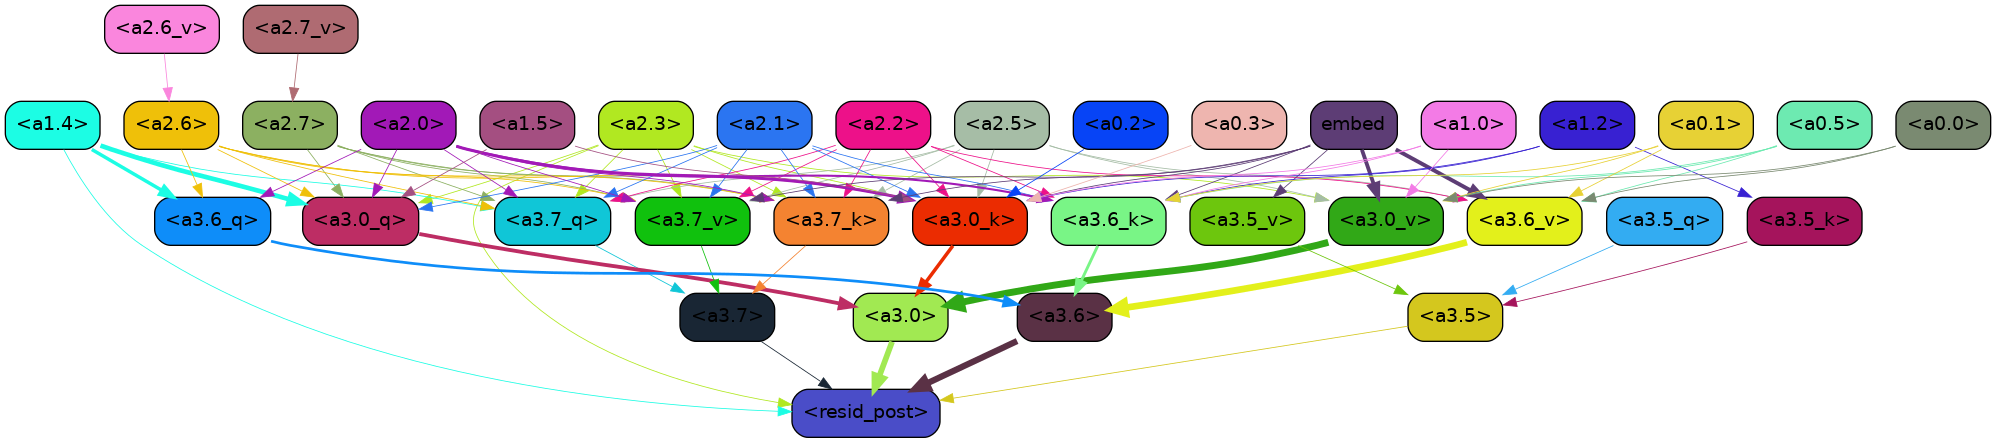 <a2.6_v> <a2.7_v>
<a1.4> <a2.6> <a2.7> <a2.0> <a1.5> <a2.3> <a2.1> <a2.2> <a2.5> <a0.2> <a0.3> embed <a1.0> <a1.2> <a0.1> <a0.5> <a0.0>
<a3.6_q> <a3.0_q> <a3.7_q> <a3.7_v> <a3.7_k> <a3.0_k> <a3.6_k> <a3.5_v> <a3.0_v> <a3.6_v> <a3.5_q> <a3.5_k>
<a3.7> <a3.0> <a3.6> <a3.5>
<resid_post>